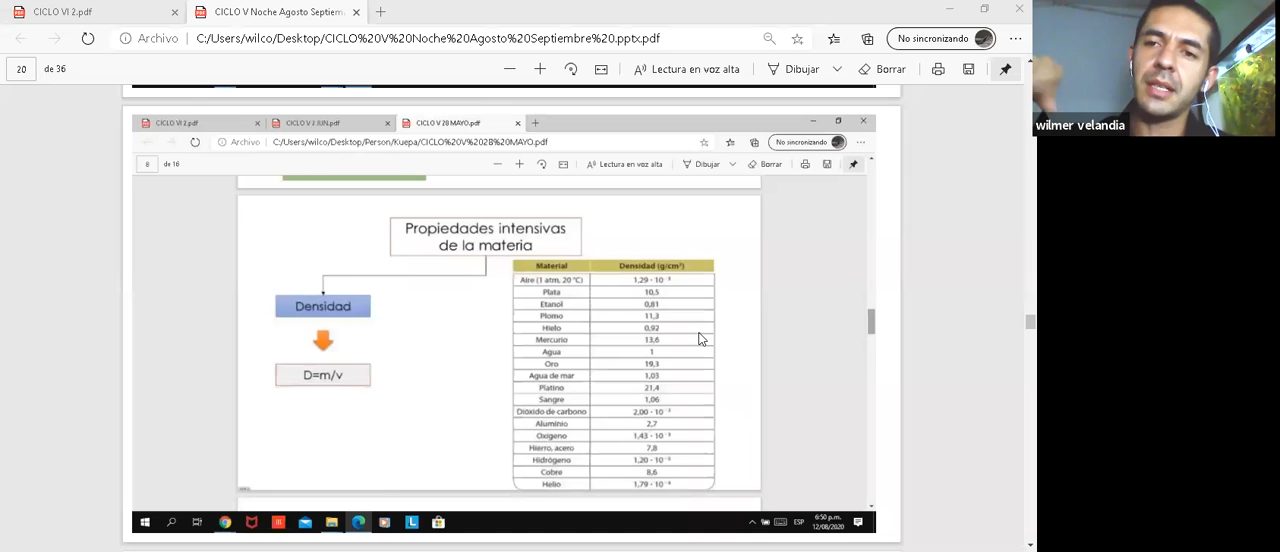 CICLO VI 2.pdf
CICLO V Noche Agosto Septiem
Archivo
C:/Users/wilco/Desktop/CICLO%20V%20Noche%20Agosto%20Septiembre%20.pptx.pdf
No sincronizando
20 de 36
Lectura en voz alta
Dibujar
Borrar
wilmer velandia
CICLO VI 2.pdf
CICLO V 3 JUN.pdf
CICLO V 28 MAYO.pdf
Archivo
C:/Users/wilco/Desktop/Person/Kuepa/CICLO%20V%2028%20MAYO.pdf
No sincronizando
8 de 16
Lectura en voz alta
Dibujar
Borrar
Propiedades intensivas
de la materia
Densidad
D=m/v
Material Densidad (g/cm³)
Aire (1 atm, 20 °C) 1,29 · 10⁻³
Plata 10,5
Etanol 0,81
Plomo 11,3
Hielo 0,92
Mercurio 13,6
Agua 1
Oro 19,3
Agua de mar 1,03
Platino 21,4
Sangre 1,06
Dióxido de carbono 2,00 · 10⁻³
Aluminio 2,7
Oxígeno 1,43 · 10⁻³
Hierro, acero 7,8
Hidrógeno 1,20 ·
Cobre 8,6
Helio 1,79 ·
ESP
6:50 p.m.
12/08/2020